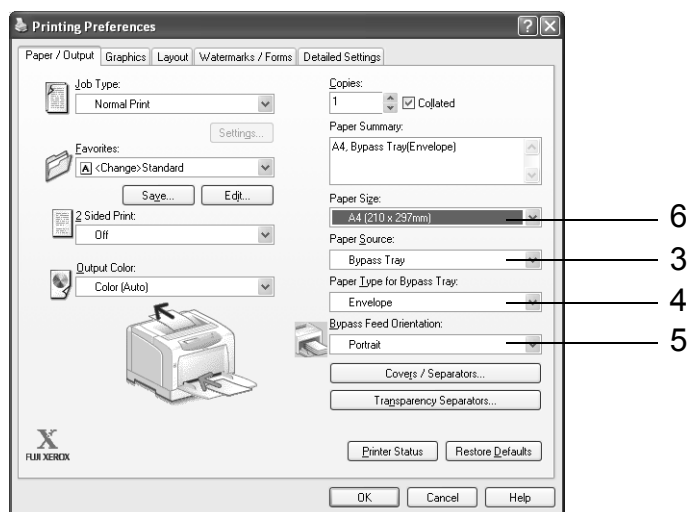 Printing Preferences
Paper / Output Graphics Layout Watermarks / Forms Detailed Settings
Job Type:
Normal Print
Settings...
Favorites:
A <Change>Standard
Save... Edit...
2 Sided Print:
Off
Output Color:
Color (Auto)
X
FUJI XEROX
Copies:
1 Collated
Paper Summary:
A4, Bypass Tray(Envelope)
Paper Size:
A4 (210 x 297mm) 6
Paper Source:
Bypass Tray 3
Paper Type for Bypass Tray:
Envelope 4
Bypass Feed Orientation:
Portrait 5
Covers / Separators...
Transparency Separators...
Printer Status Restore Defaults
OK Cancel Help